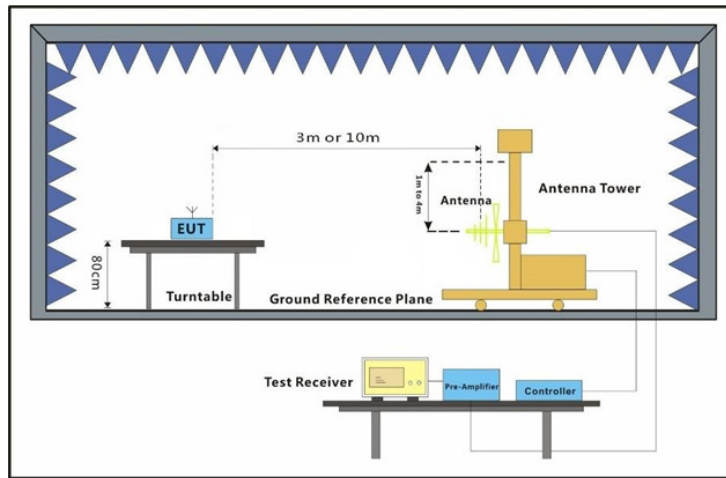 3m or 10m
1m to 4m
Antenna
Antenna Tower
EUT
80cm
Turntable
Ground Reference Plane
Test Receiver
Pre-Amplifier
Controller